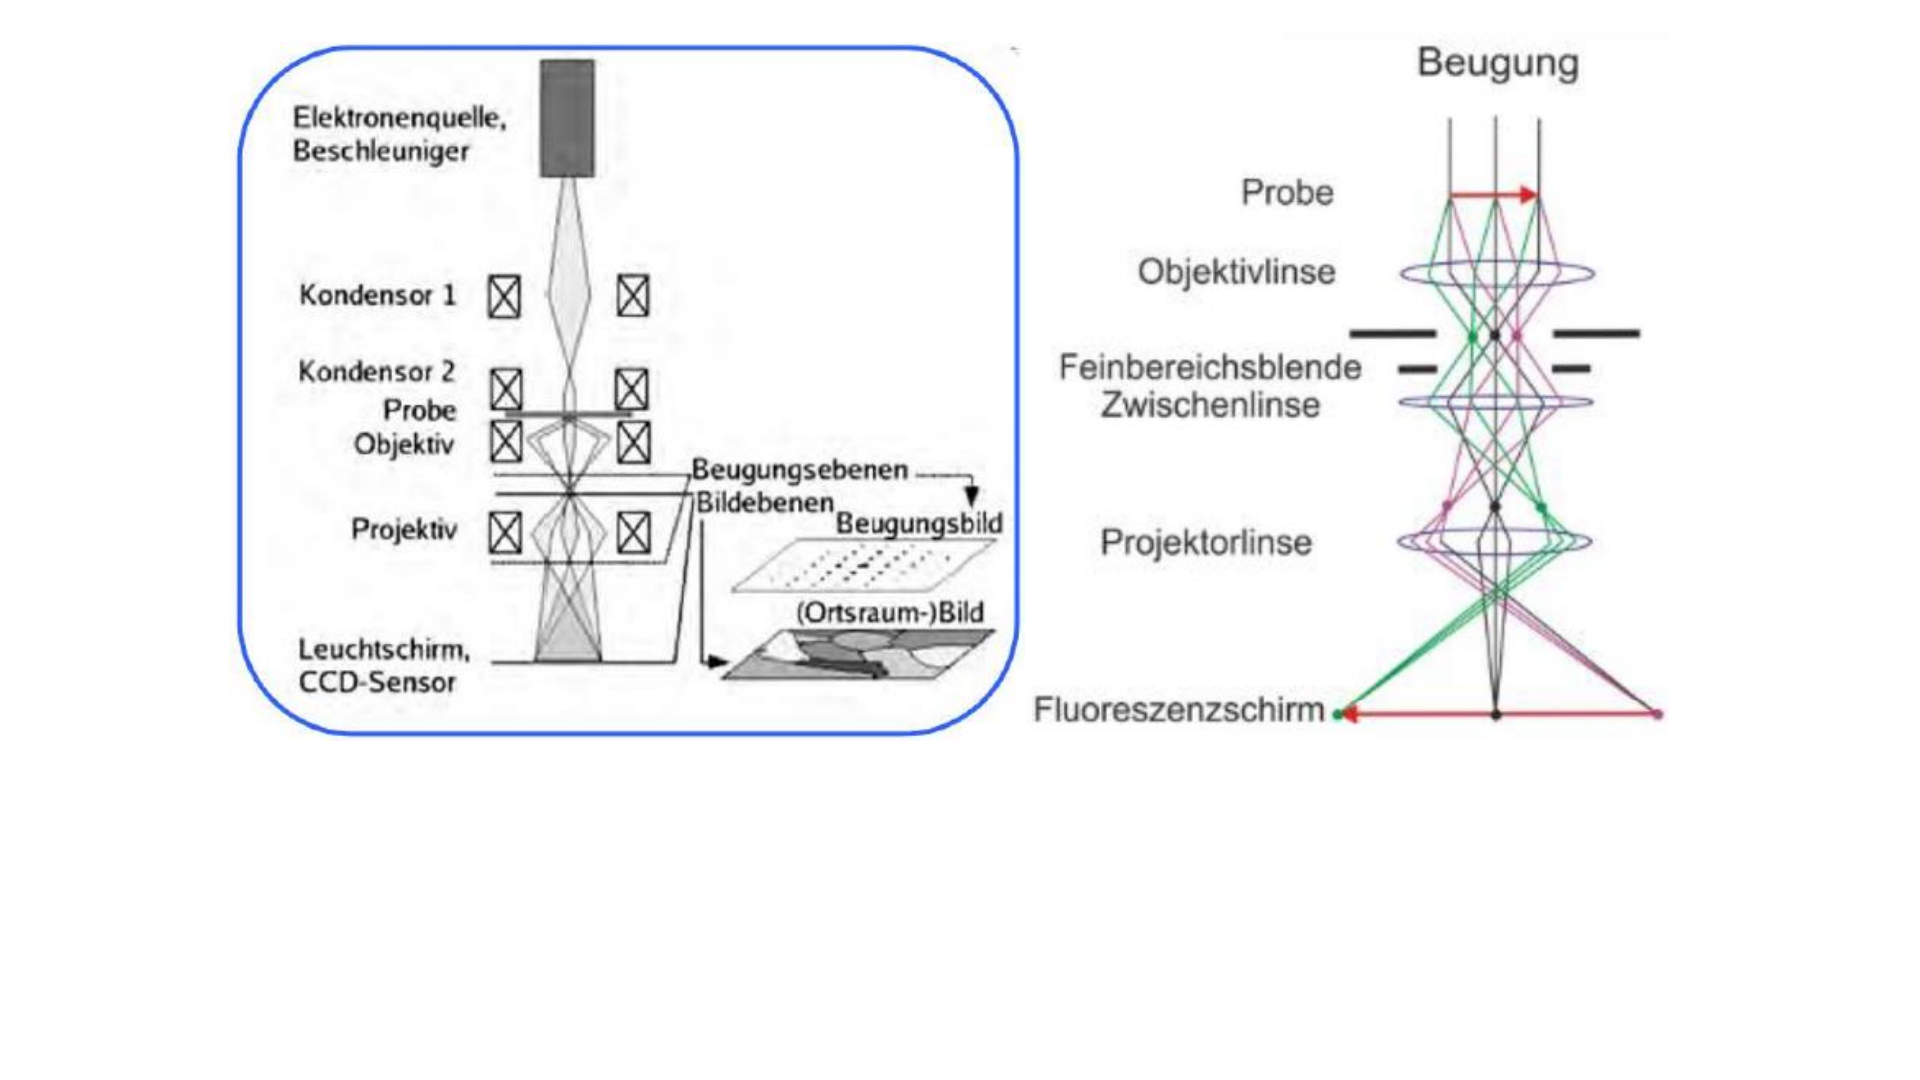 Elektronenquelle,
Beschleuniger
Kondensor 1
Kondensor 2
Probe
Objektiv
Beugungsebenen
Bildebenen
Beugungsbild
Projektiv
(Ortsraum-)Bild
Leuchtschirm,
CCD-Sensor
Beugung
Probe
Objektivlinse
Feinbereichsblende
Zwischenlinse
Projektorlinse
Fluoreszenzschirm